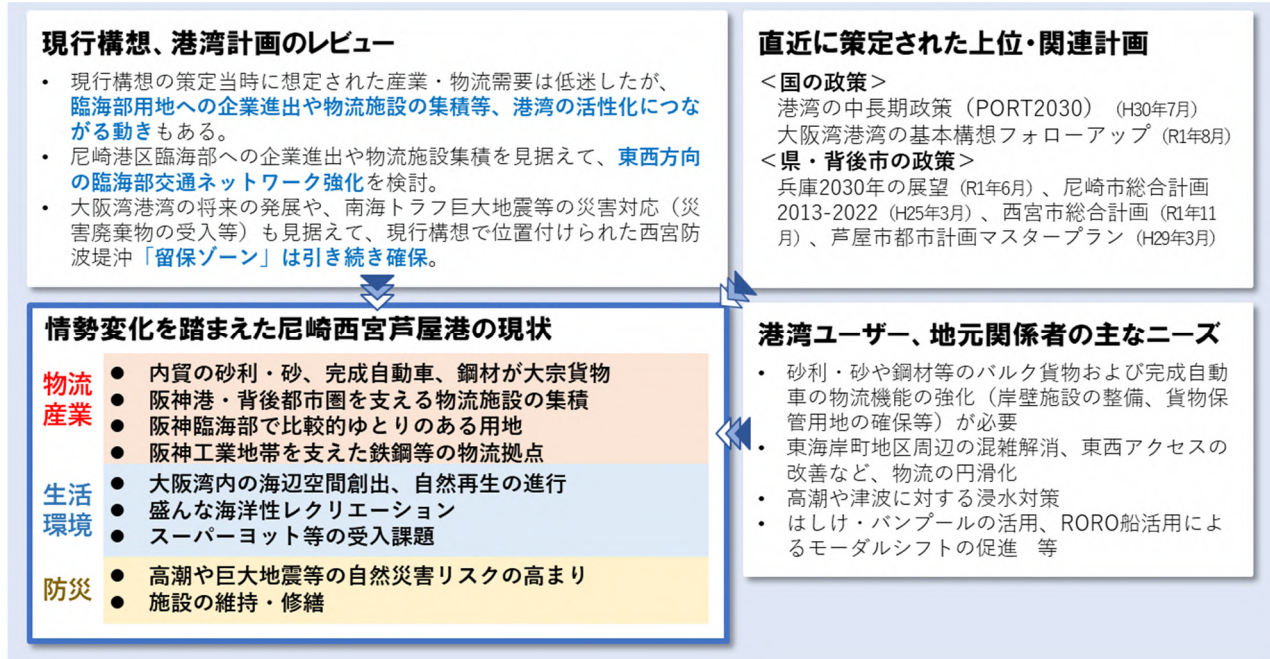 現行構想、港湾計画のレビュー
• 現行構想の策定当時に想定された産業・物流需要は低迷したが、
臨海部用地への企業進出や物流施設の集積等、港湾の活性化につな
がる動きもある。
• 尼崎港区臨海部への企業進出や物流施設集積を見据えて、東西方向
の臨海部交通ネットワーク強化を検討。
• 大阪湾港湾の将来の発展や、南海トラフ巨大地震等の災害対応（災
害廃棄物の受入等）も見据えて、現行構想で位置付けられた西宮防
波堤沖「留保ゾーン」は引き続き確保。
直近に策定された上位・関連計画
＜国の政策＞
港湾の中長期政策（PORT2030）（H30年7月）
大阪湾港湾の基本構想フォローアップ（R1年8月）
＜県・背後市の政策＞
兵庫2030年の展望（R1年6月）、尼崎市総合計画
2013-2022（H25年3月）、西宮市総合計画（R1年11
月）、芦屋市都市計画マスタープラン（H29年3月）
情勢変化を踏まえた尼崎西宮芦屋港の現状
物流
産業
● 内貿の砂利・砂、完成自動車、鋼材が大宗貨物
● 阪神港・背後都市圏を支える物流施設の集積
● 阪神臨海部で比較的ゆとりのある用地
● 阪神工業地帯を支えた鉄鋼等の物流拠点
生活
環境
● 大阪湾内の海辺空間創出、自然再生の進行
● 盛んな海洋性レクリエーション
● スーパーヨット等の受入課題
防災
● 高潮や巨大地震等の自然災害リスクの高まり
● 施設の維持・修繕
港湾ユーザー、地元関係者の主なニーズ
• 砂利・砂や鋼材等のバルク貨物および完成自動
車の物流機能の強化（岸壁施設の整備、貨物保
管用地の確保等）が必要
• 東海岸町地区周辺の混雑解消、東西アクセスの
改善など、物流の円滑化
• 高潮や津波に対する浸水対策
• はしけ・バンプールの活用、RORO船活用によ
るモーダルシフトの促進　等